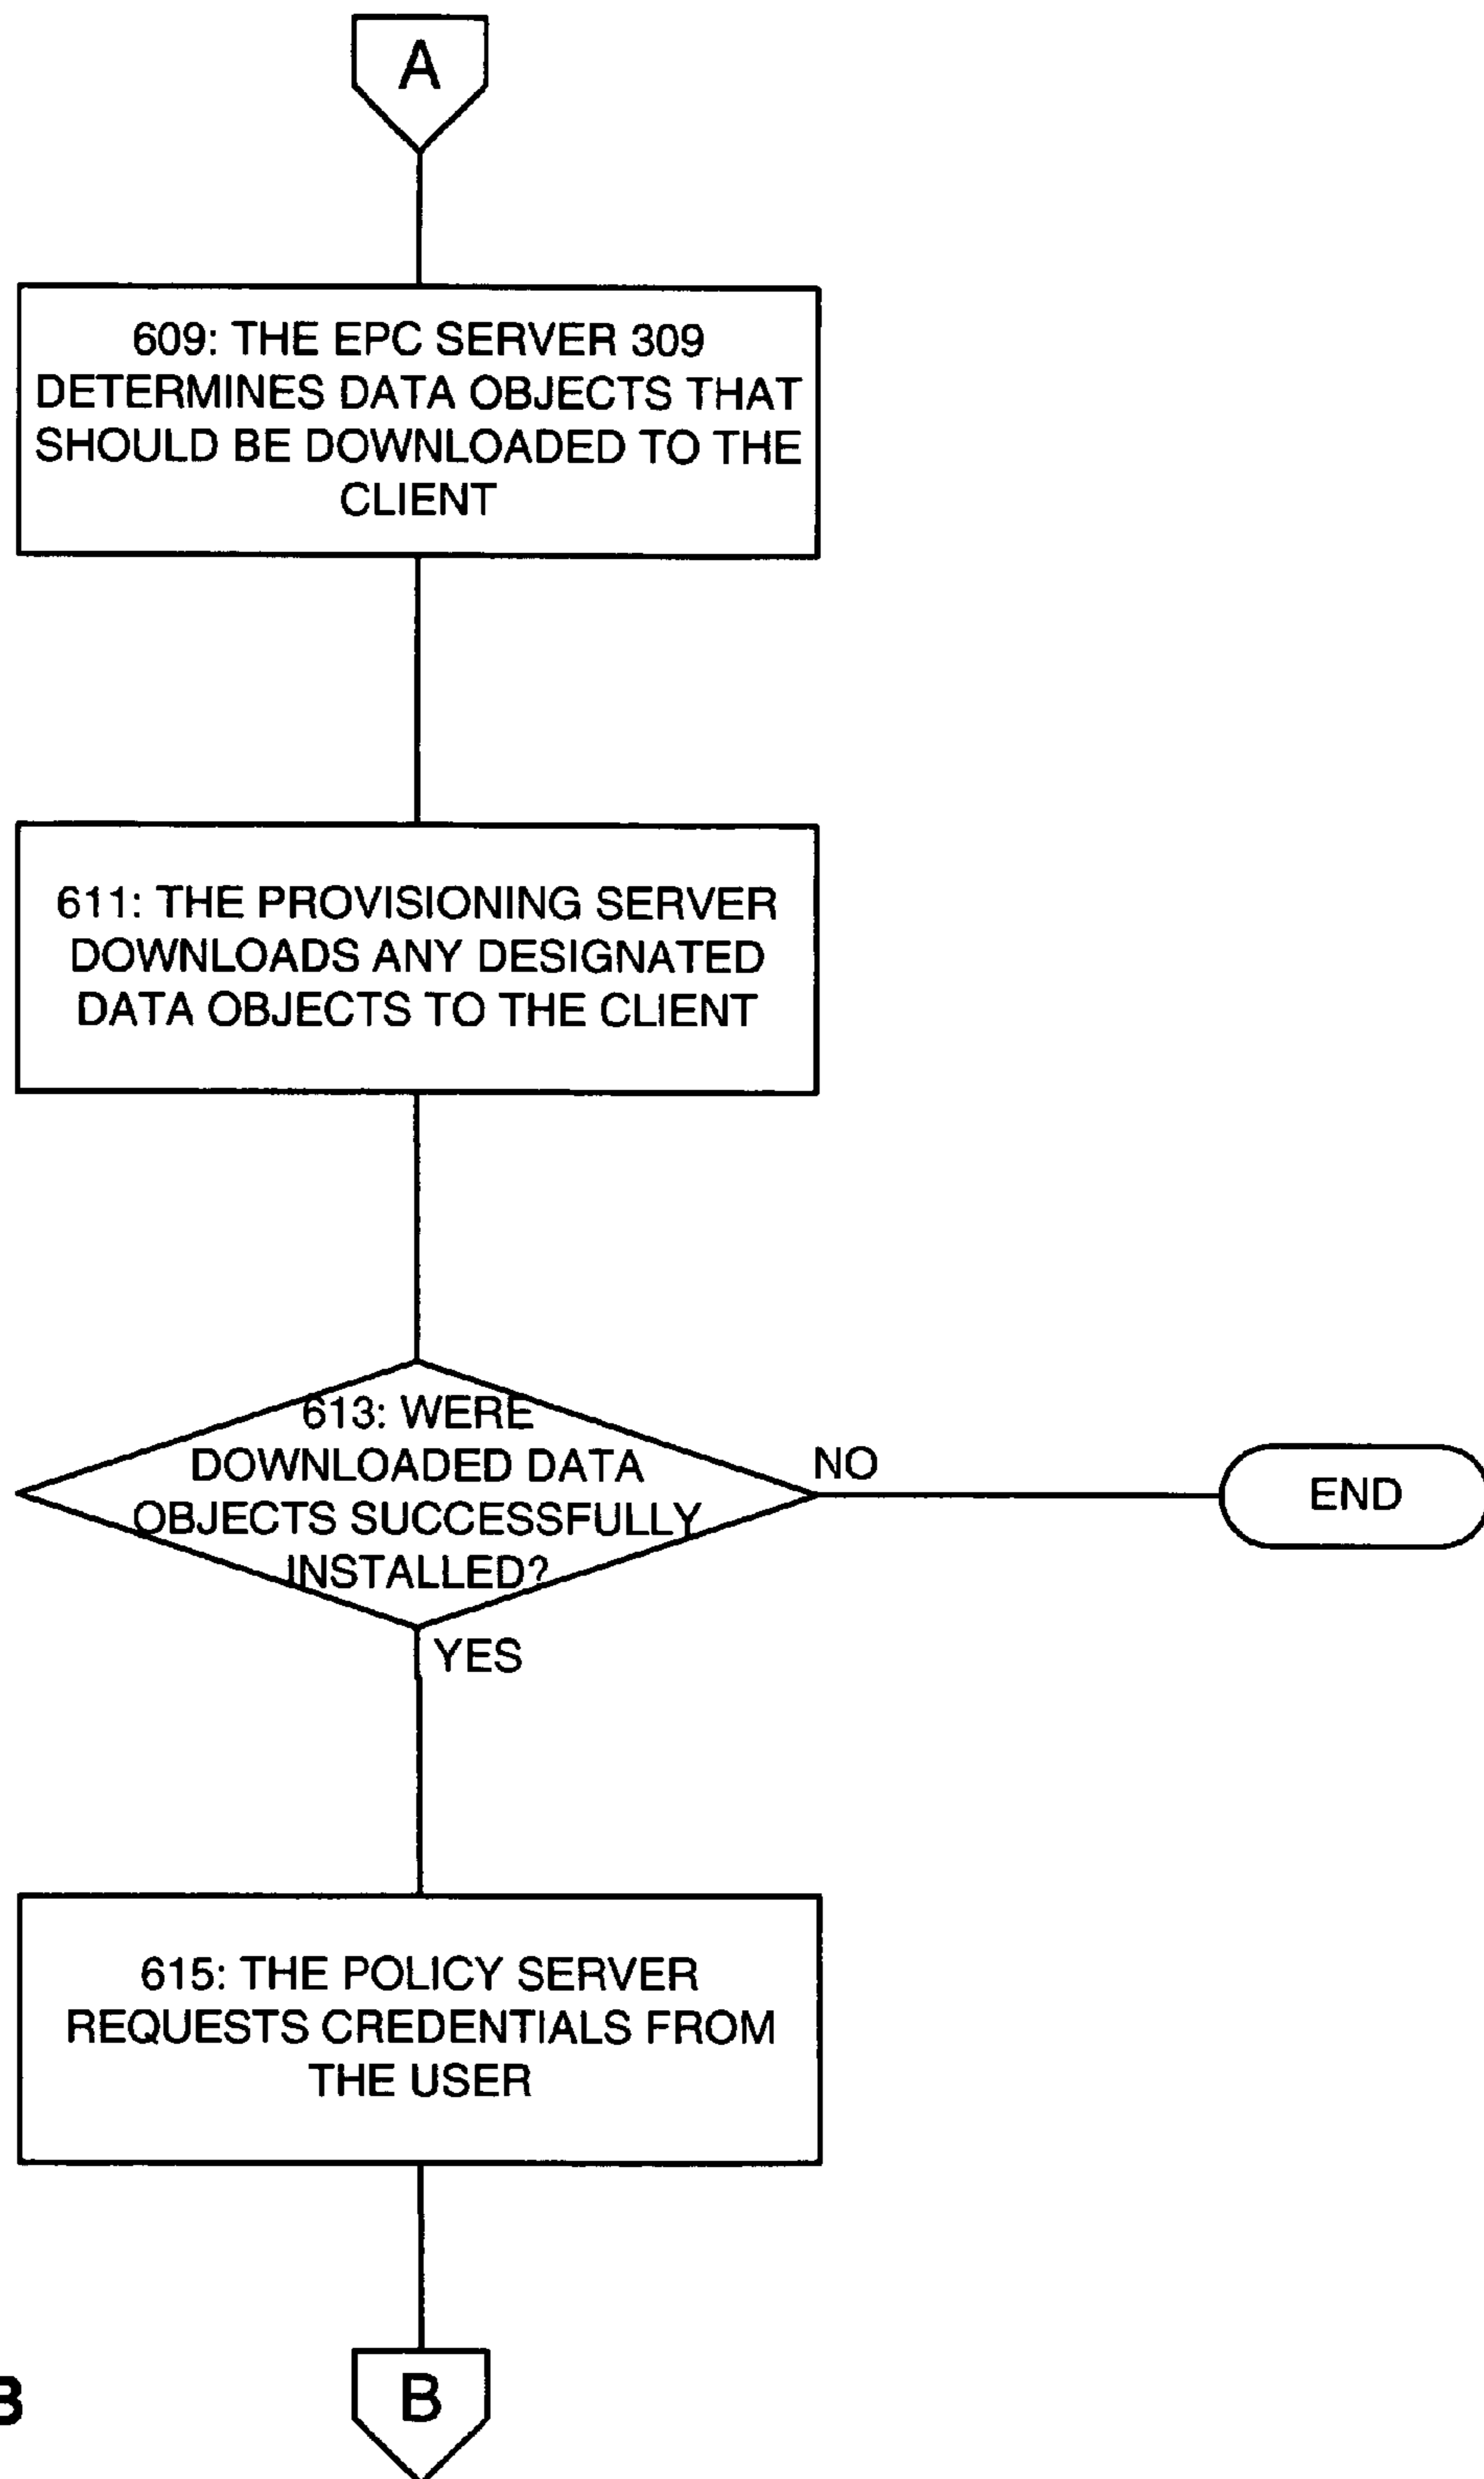 A
609: THE EPC SERVER 309
DETERMINES DATA OBJECTS THAT
SHOULD BE DOWNLOADED TO THE
CLIENT
611: THE PROVISIONING SERVER
DOWNLOADS ANY DESIGNATED
DATA OBJECTS TO THE CLIENT
613: WERE
DOWNLOADED DATA
OBJECTS SUCCESSFULLY
INSTALLED?
NO
END
YES
615: THE POLICY SERVER
REQUESTS CREDENTIALS FROM
THE USER
B
B